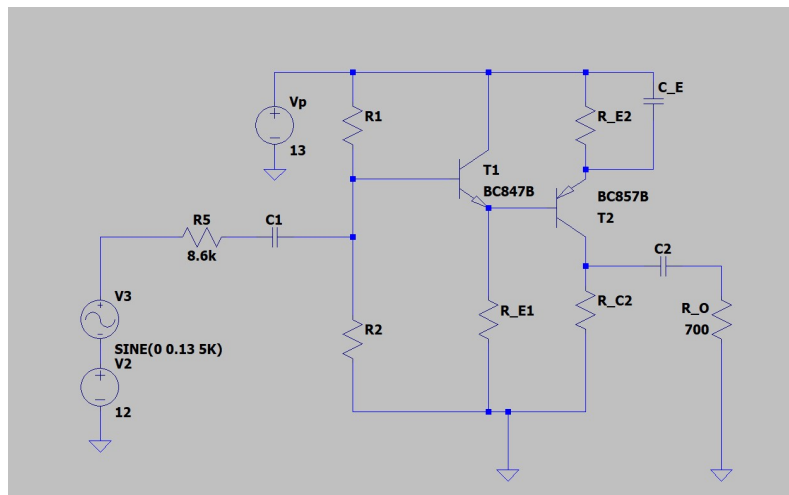 Vp
13
R1
R_E2
C_E
T1
BC847B
BC857B
T2
R5
8.6k
C1
C2
V3
SINE(0 0.13 5K)
V2
12
R2
R_E1
R_C2
R_O
700